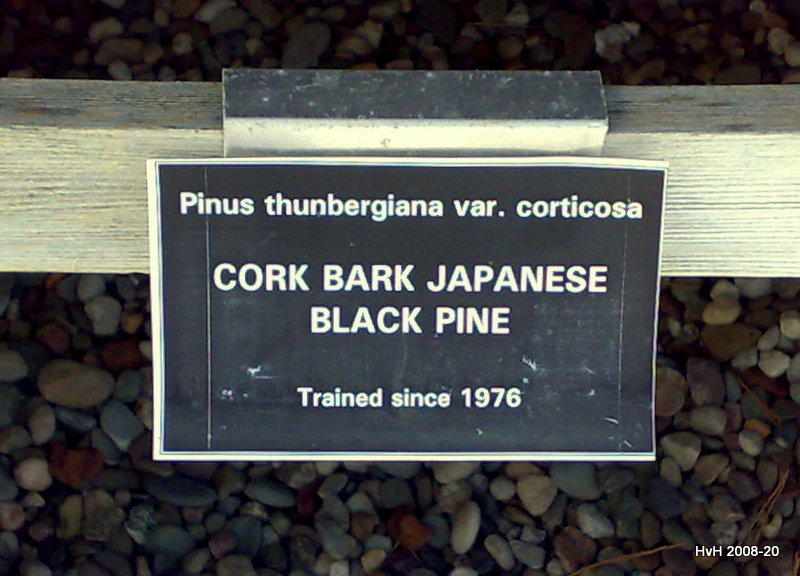 Pinus thunbergiana var. corticosa
CORK BARK JAPANESE
BLACK PINE
Trained since 1976
HvH 2008-20